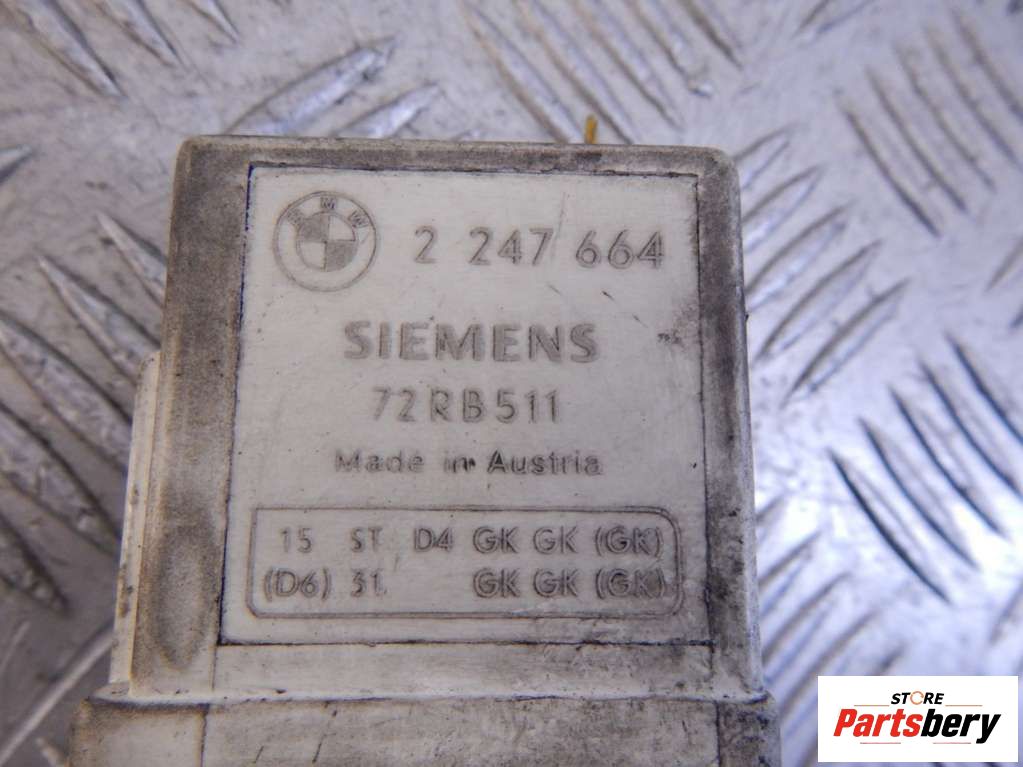 BMW
2 247 664
SIEMENS
72RB511
Made in Austria
15 ST D4 GK GK (GK)
(D6) 31 GK GK (GK)
STORE
Partsbery